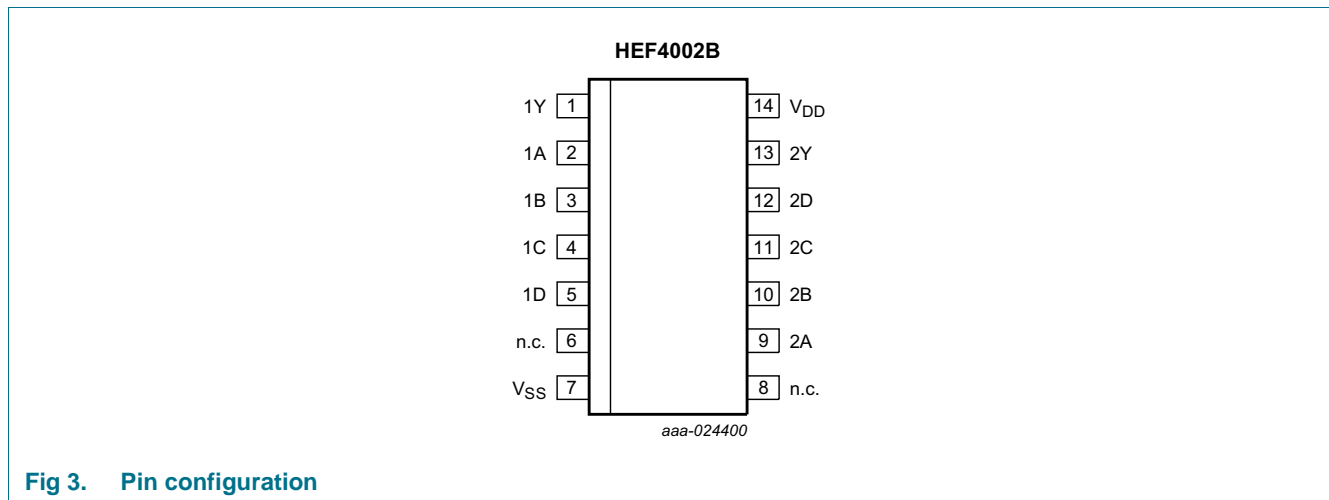 HEF4002B
1Y 1 14 VDD
1A 2 13 2Y
1B 3 12 2D
1C 4 11 2C
1D 5 10 2B
n.c. 6 9 2A
VSS 7 8 n.c.
aaa-024400
Fig 3. Pin configuration